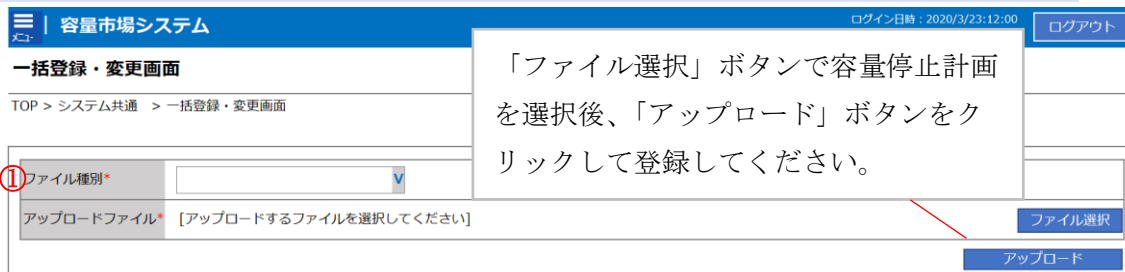 容量市場システム
ログイン日時：2020/3/23:12:00
ログアウト
メニュー
一括登録・変更画面
TOP > システム共通 > 一括登録・変更画面
「ファイル選択」ボタンで容量停止計画
を選択後、「アップロード」ボタンをク
リックして登録してください。
①
ファイル種別*
V
アップロードファイル* [アップロードするファイルを選択してください]
ファイル選択
アップロード